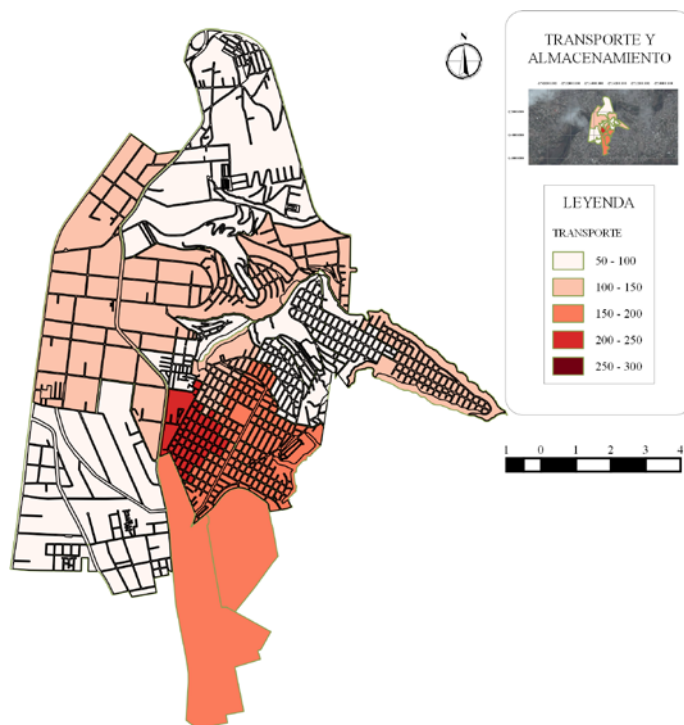 N
TRANSPORTE Y
ALMACENAMIENTO
LEYENDA
TRANSPORTE
50 - 100
100 - 150
150 - 200
200 - 250
250 - 300
1 0 1 2 3 4